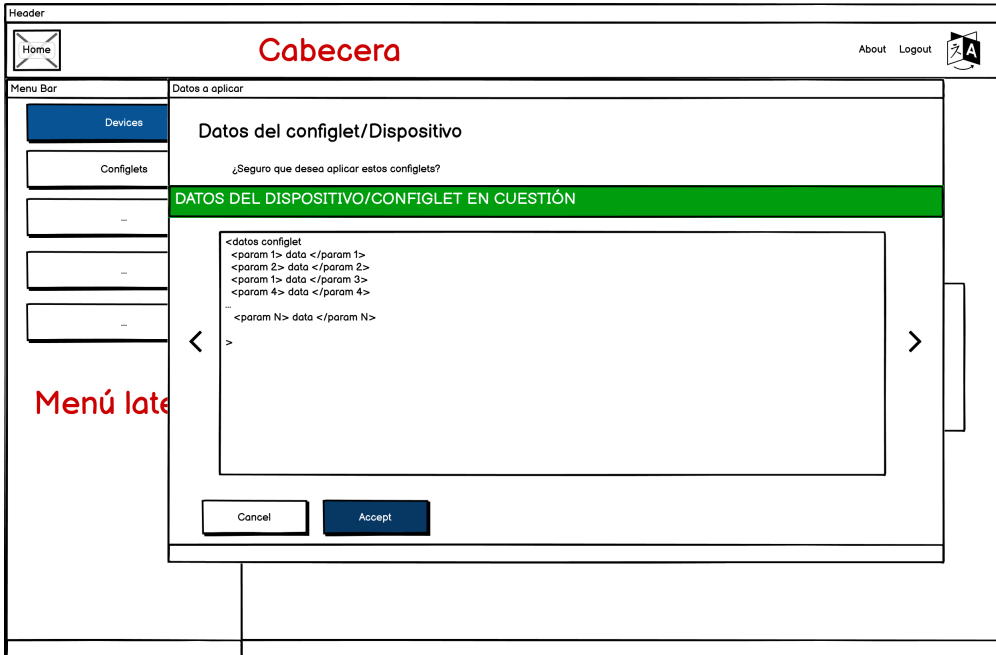 Header
Home
Cabecera
About
Logout
Menu Bar
Datos a aplicar
Devices
Datos del configlet/Dispositivo
Configlets
¿Seguro que desea aplicar estos configlets?
DATOS DEL DISPOSITIVO/CONFIGLET EN CUESTIÓN
...
...
...
<datos configlet
<param 1> data </param 1>
<param 2> data </param 2>
<param 1> data </param 3>
<param 4> data </param 4>
...
<param N> data </param N>
>
Menú late
Cancel
Accept